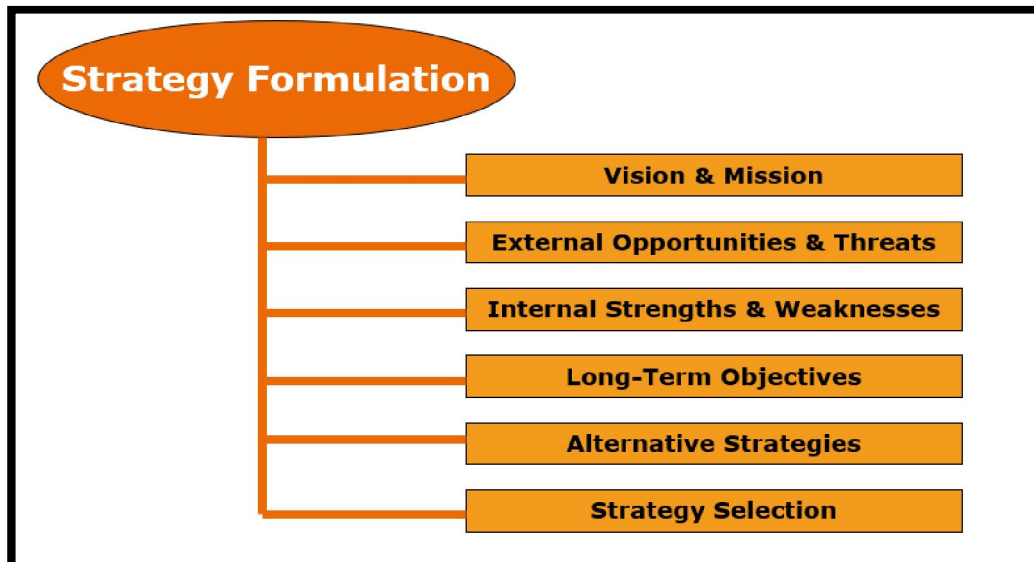 Strategy Formulation
Vision & Mission
External Opportunities & Threats
Internal Strengths & Weaknesses
Long-Term Objectives
Alternative Strategies
Strategy Selection